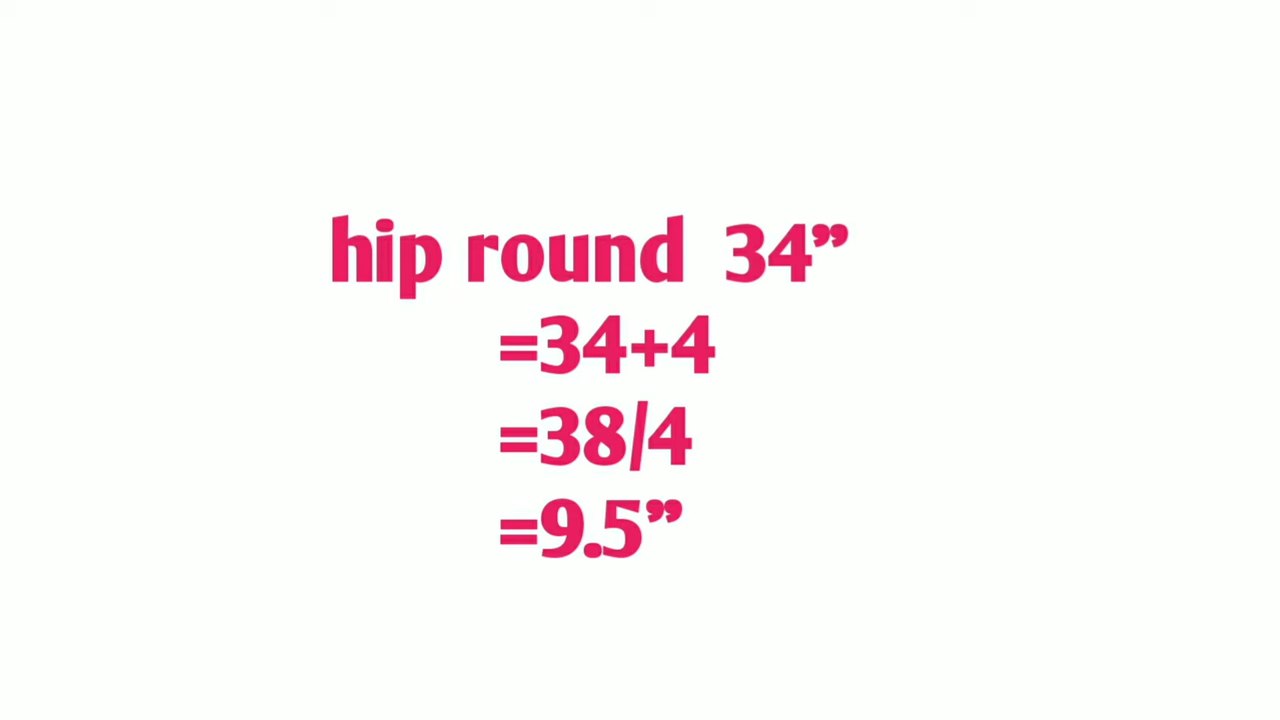 hip round 34”
=34+4
=38/4
=9.5”